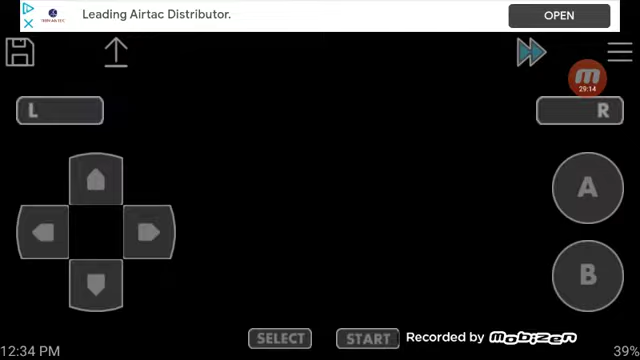 Leading Airtac Distributor.
OPEN
29:14
L
R
A
B
SELECT
START
Recorded by MOBIZEN
12:34 PM
39%